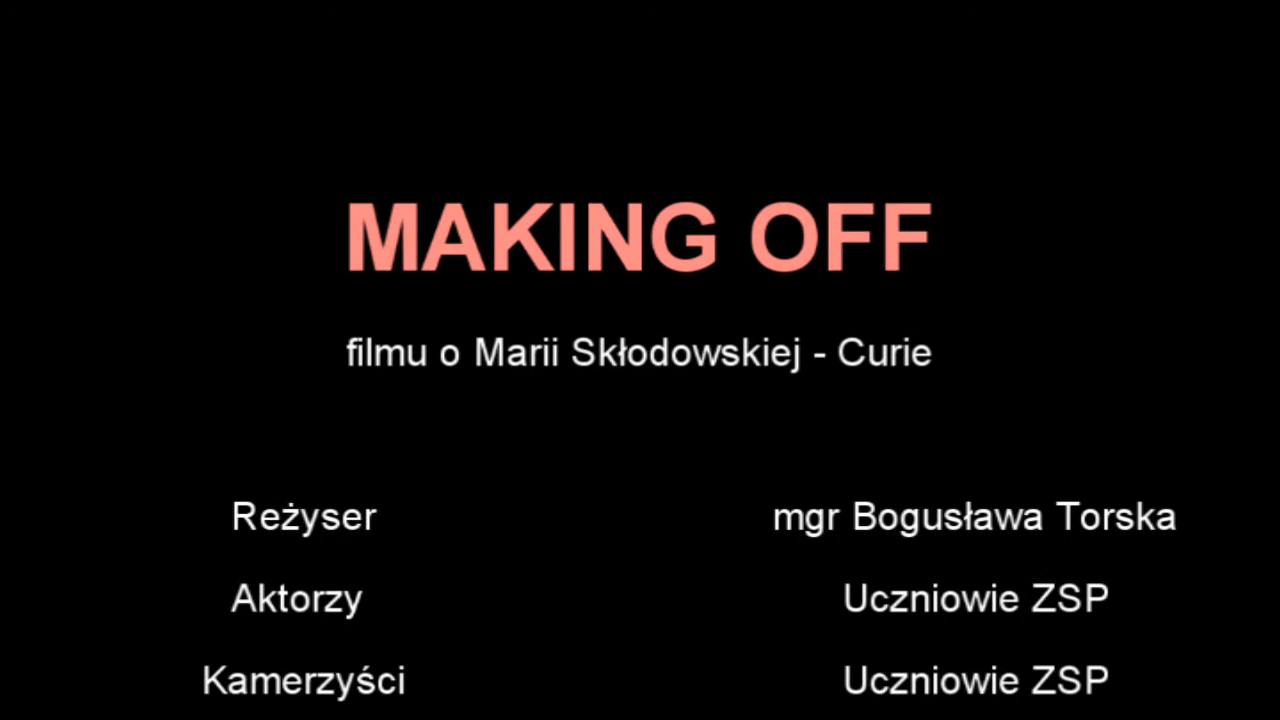 MAKING OFF
filmu o Marii Skłodowskiej - Curie
Reżyser mgr Bogusława Torska
Aktorzy Uczniowie ZSP
Kamerzyści Uczniowie ZSP